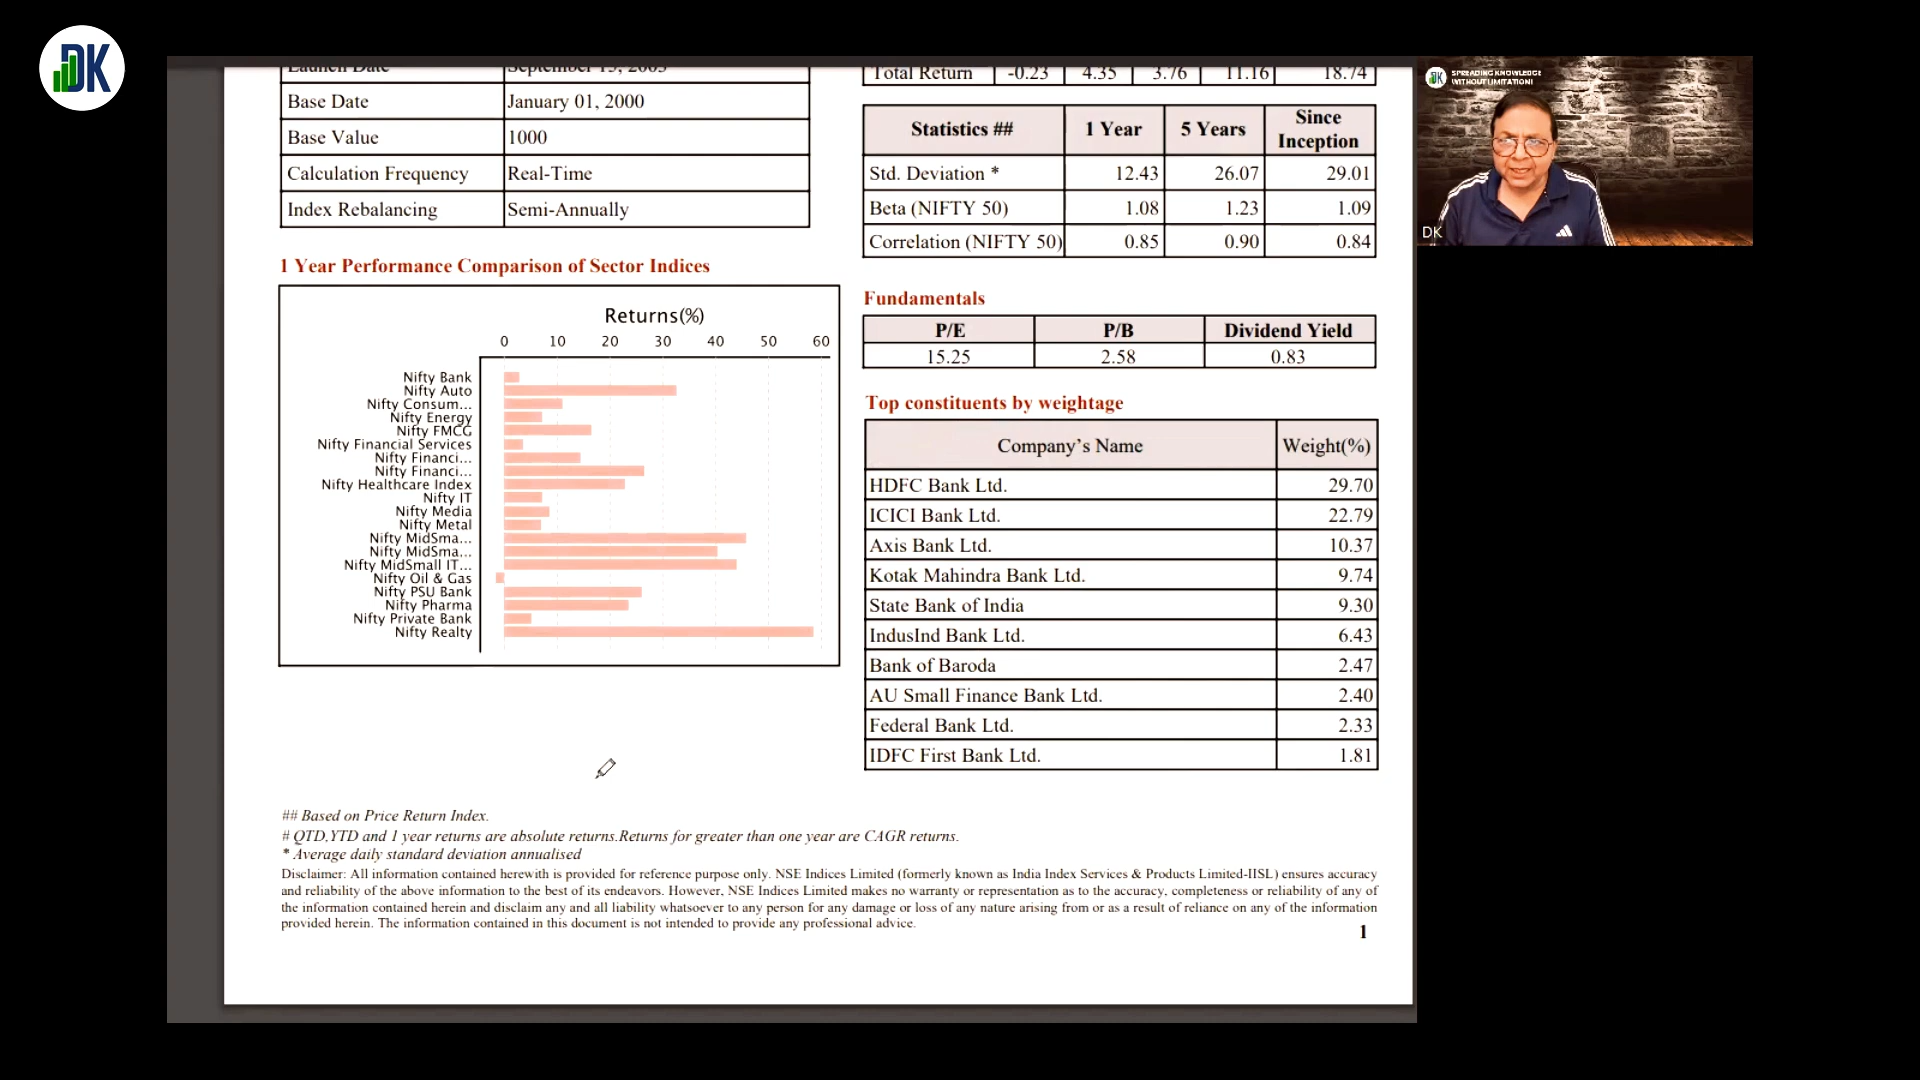 DK
Launch Date September 15, 2003
Base Date January 01, 2000
Base Value 1000
Calculation Frequency Real-Time
Index Rebalancing Semi-Annually
1 Year Performance Comparison of Sector Indices
Returns(%)
0 10 20 30 40 50 60
Nifty Bank
Nifty Auto
Nifty Consum...
Nifty Energy
Nifty FMCG
Nifty Financial Services
Nifty Financi...
Nifty Financi...
Nifty Healthcare Index
Nifty IT
Nifty Media
Nifty Metal
Nifty MidSma...
Nifty MidSma...
Nifty MidSmall IT...
Nifty Oil & Gas
Nifty PSU Bank
Nifty Pharma
Nifty Private Bank
Nifty Realty
Total Return -0.23 4.35 3.76 11.16 18.74
Statistics ## 1 Year 5 Years Since Inception
Std. Deviation * 12.43 26.07 29.01
Beta (NIFTY 50) 1.08 1.23 1.09
Correlation (NIFTY 50) 0.85 0.90 0.84
Fundamentals
P/E P/B Dividend Yield
15.25 2.58 0.83
Top constituents by weightage
Company’s Name Weight(%)
HDFC Bank Ltd. 29.70
ICICI Bank Ltd. 22.79
Axis Bank Ltd. 10.37
Kotak Mahindra Bank Ltd. 9.74
State Bank of India 9.30
IndusInd Bank Ltd. 6.43
Bank of Baroda 2.47
AU Small Finance Bank Ltd. 2.40
Federal Bank Ltd. 2.33
IDFC First Bank Ltd. 1.81
## Based on Price Return Index.
# QTD,YTD and 1 year returns are absolute returns.Returns for greater than one year are CAGR returns.
* Average daily standard deviation annualised
Disclaimer: All information contained herewith is provided for reference purpose only. NSE Indices Limited (formerly known as India Index Services & Products Limited-IISL) ensures accuracy
and reliability of the above information to the best of its endeavors. However, NSE Indices Limited makes no warranty or representation as to the accuracy, completeness or reliability of any of
the information contained herein and disclaim any and all liability whatsoever to any person for any damage or loss of any nature arising from or as a result of reliance on any of the information
provided herein. The information contained in this document is not intended to provide any professional advice.
1
DK
SPREADING KNOWLEDGE
WITHOUT LIMITATION!
DK